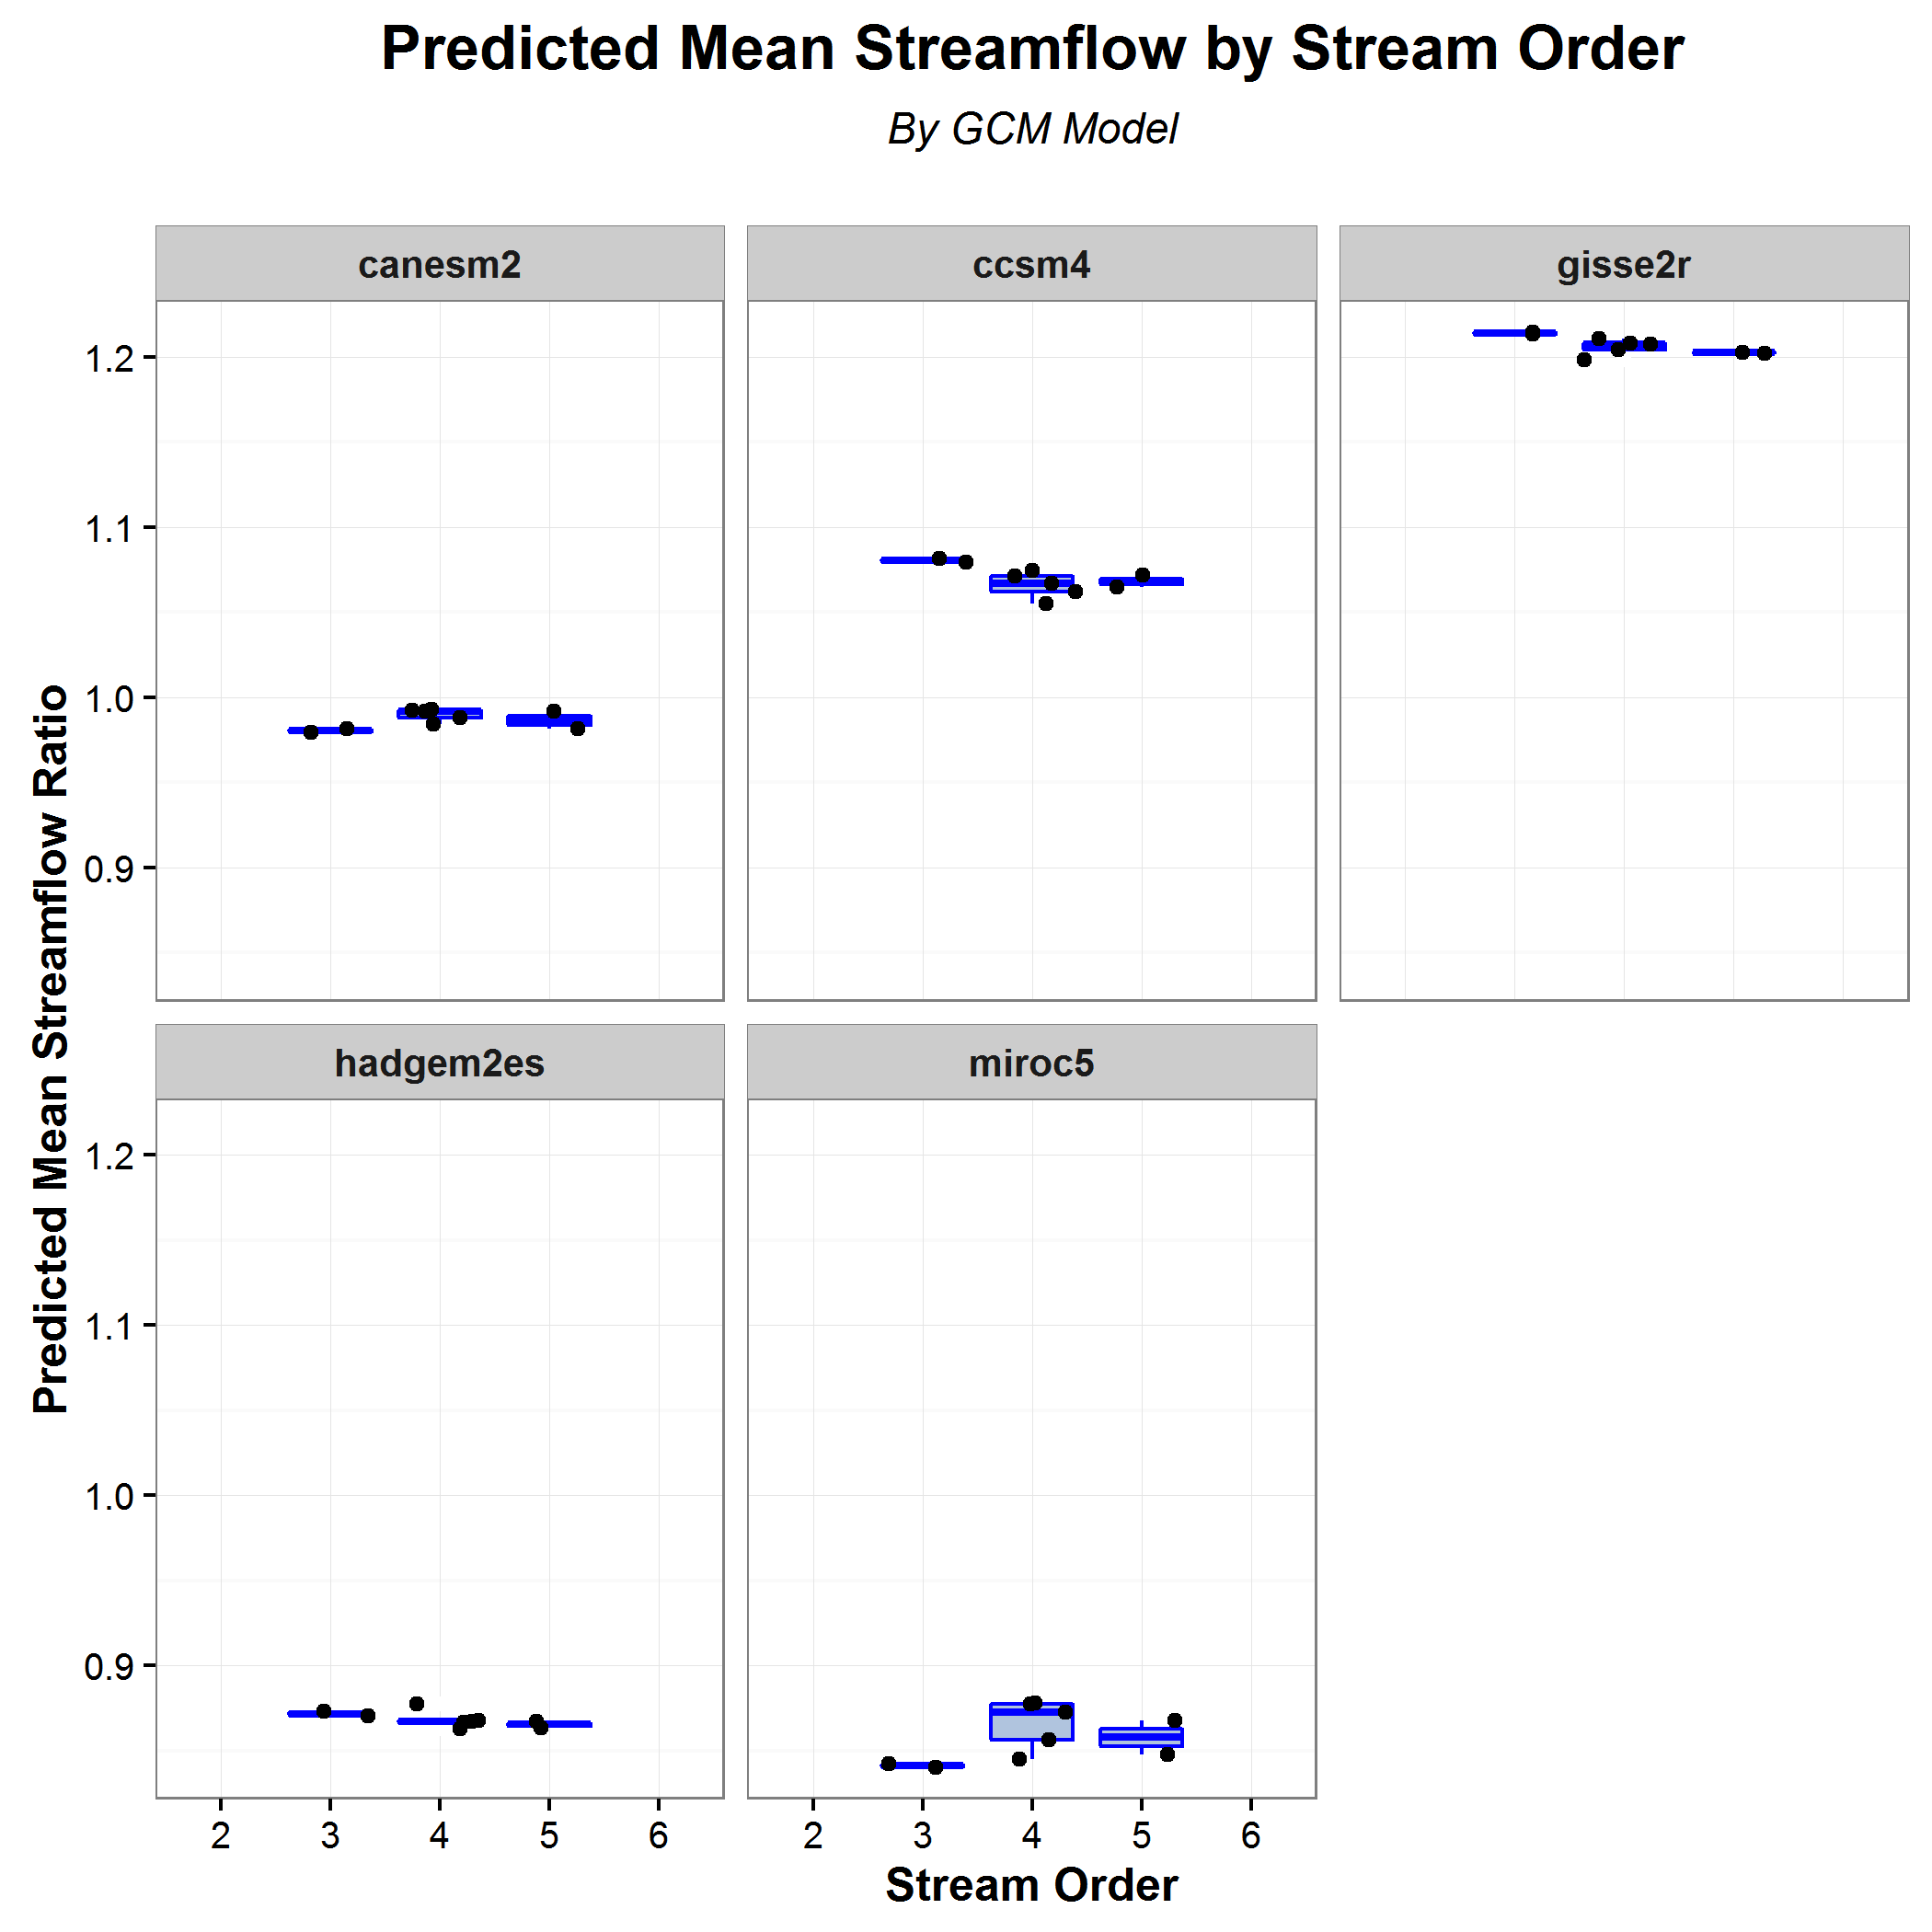 Predicted Mean Streamflow by Stream Order
By GCM Model
canesm2
ccsm4
gisse2r
1.2
1.1
1.0
0.9
Predicted Mean Streamflow Ratio
hadgem2es
miroc5
1.2
1.1
1.0
0.9
2 3 4 5 6
2 3 4 5 6
Stream Order